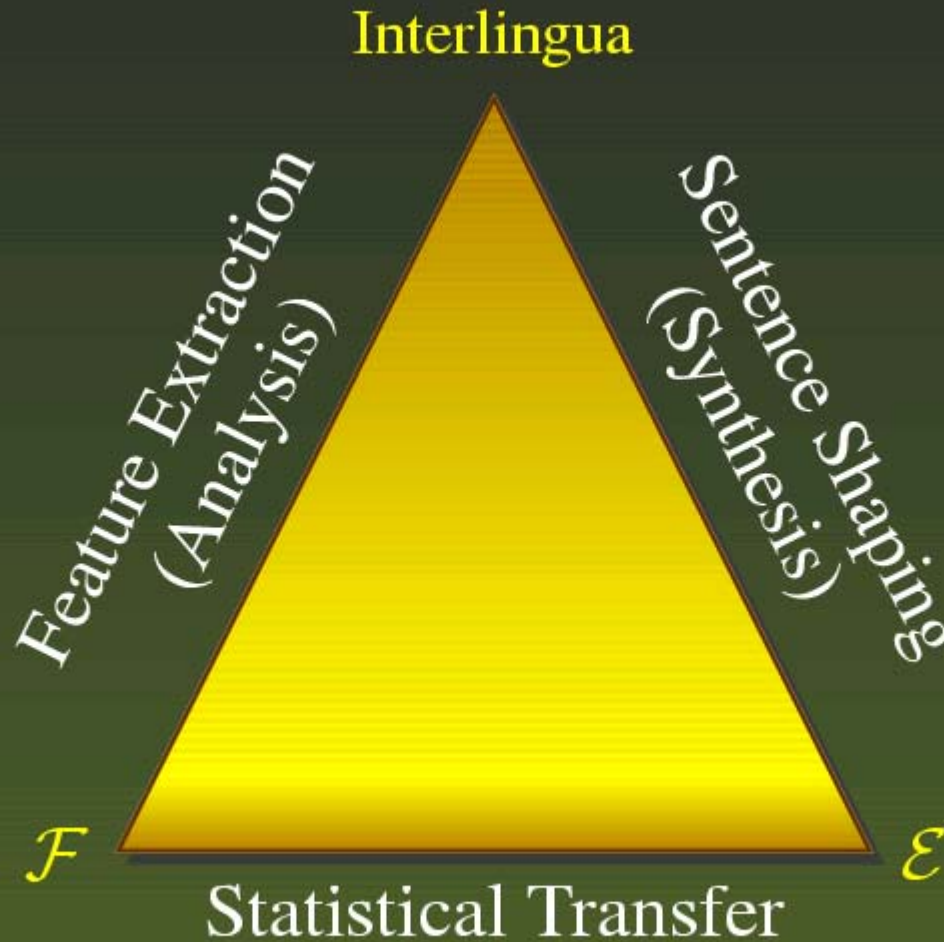 Interlingua
Feature Extraction
(Analysis)
Sentence Shaping
(Synthesis)
ℱ
ℰ
Statistical Transfer